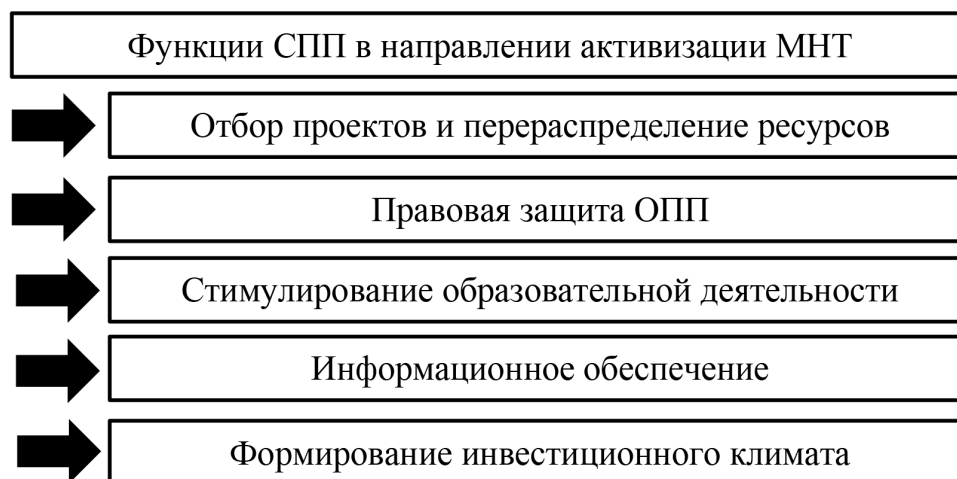 Функции СПП в направлении активизации МНТ
Отбор проектов и перераспределение ресурсов
Правовая защита ОПП
Стимулирование образовательной деятельности
Информационное обеспечение
Формирование инвестиционного климата